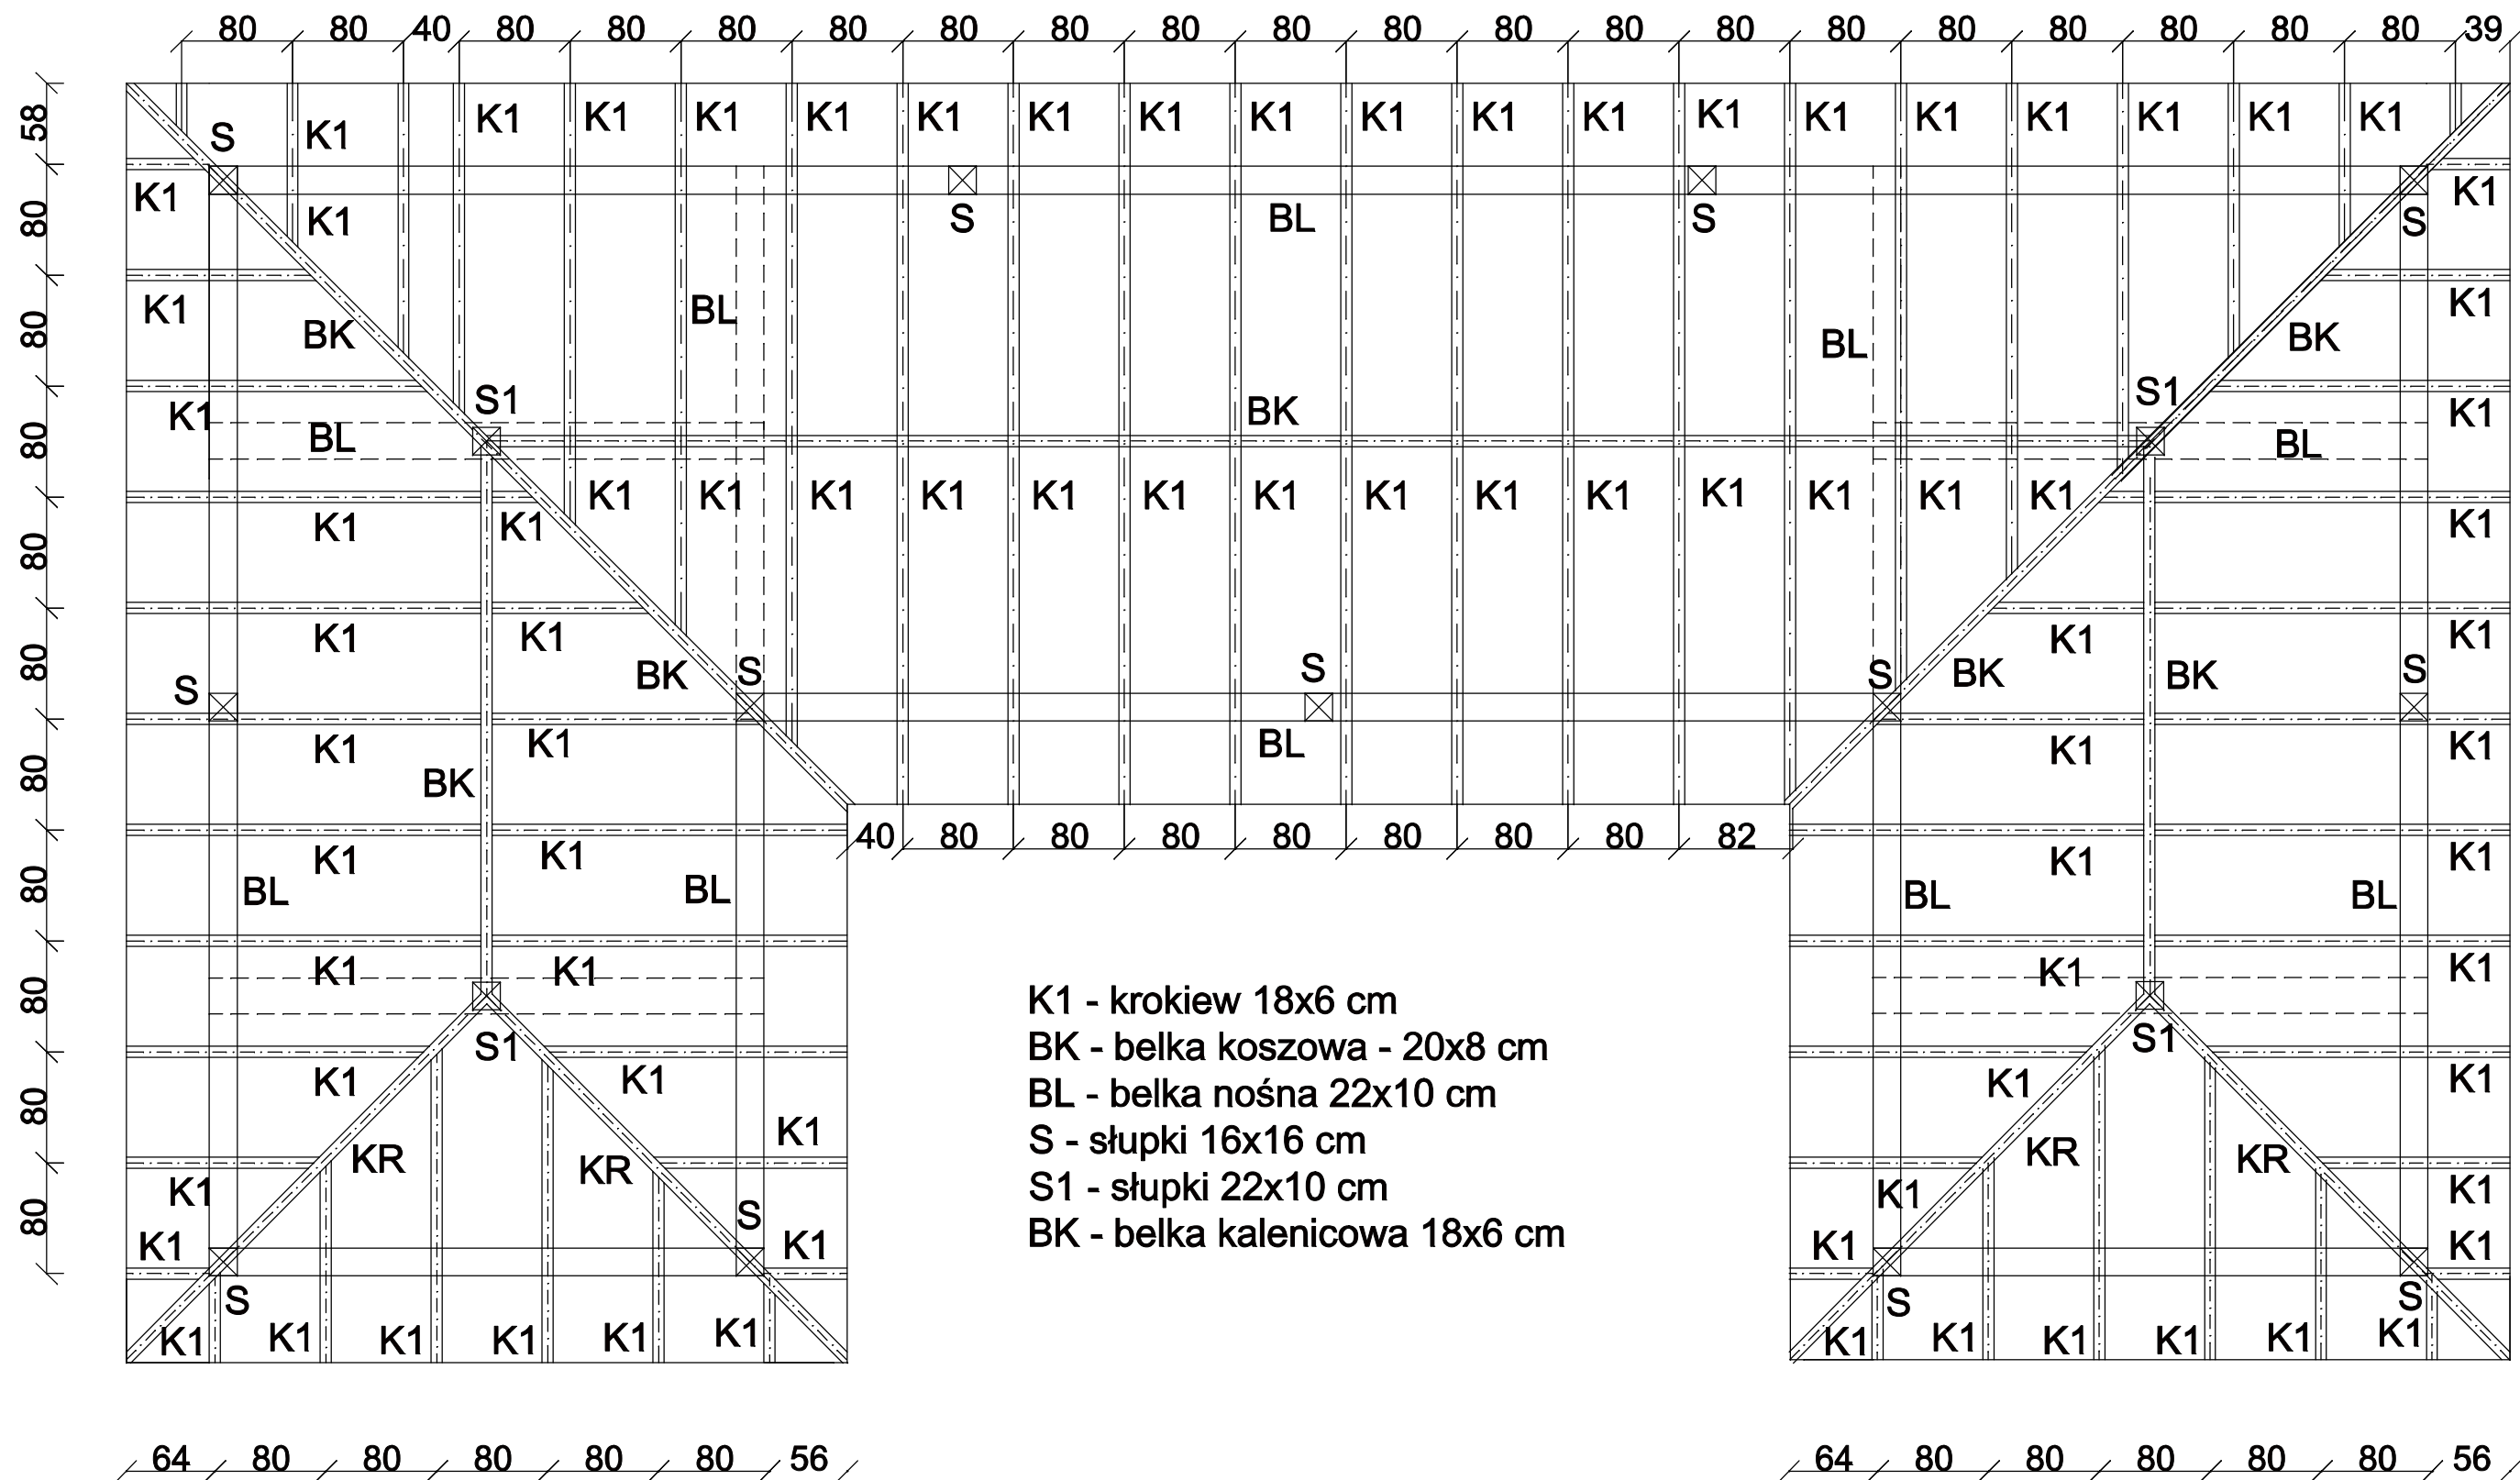 80 80 40 80 80 80 80 80 80 80 80 80 80 80 80 80 80 80 80 80 39
58
K1 K1 K1 K1 K1 K1 K1 K1 K1 K1 K1 K1 K1 K1 K1 K1 K1 K1
S
K1 K1
80
K1 S BL S S
K1 K1
BL BK
80
BK BL
S1 S1
K1 BK K1
80
BL BL
K1 K1 K1 K1 K1 K1 K1 K1 K1 K1 K1 K1 K1 K1
K1 K1 K1
80
K1 K1 K1 K1
80
S BK S S S BK BK S
K1 K1 BL K1 K1
80
BK
40 80 80 80 80 80 80 80 82
K1 K1 K1 K1
80
BL BL BL BL
K1 K1 K1 K1
80
S1 S1
K1 K1 K1 K1
80
K1
KR KR KR KR
K1 K1 K1
80
S
K1 K1 K1 K1
S S S
K1 K1 K1 K1 K1 K1 K1 K1 K1 K1 K1 K1
K1 - krokiew 18x6 cm
BK - belka koszowa - 20x8 cm
BL - belka nośna 22x10 cm
S - słupki 16x16 cm
S1 - słupki 22x10 cm
BK - belka kalenicowa 18x6 cm
64 80 80 80 80 80 56 64 80 80 80 80 80 56